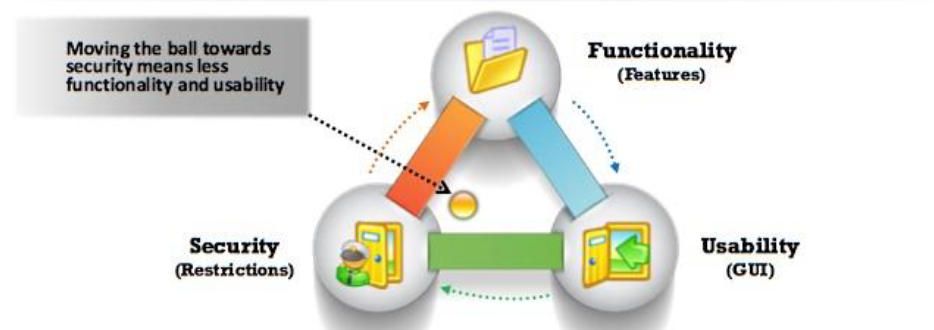 Moving the ball towards
security means less
functionality and usability
Functionality
(Features)
Security
(Restrictions)
Usability
(GUI)